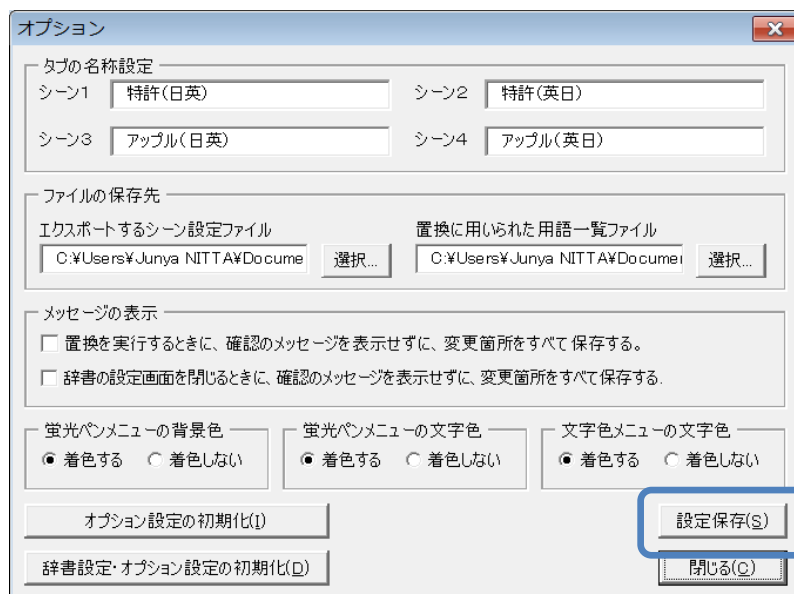 オプション
タブの名称設定
シーン1 特許(日英) シーン2 特許(英日)
シーン3 アップル(日英) シーン4 アップル(英日)
ファイルの保存先
エクスポートするシーン設定ファイル 置換に用いられた用語一覧ファイル
C:¥Users¥Junya NITTA¥Docume 選択... C:¥Users¥Junya NITTA¥Documei 選択...
メッセージの表示
置換を実行するときに、確認のメッセージを表示せずに、変更箇所をすべて保存する。
辞書の設定画面を閉じるときに、確認のメッセージを表示せずに、変更箇所をすべて保存する.
蛍光ペンメニューの背景色 蛍光ペンメニューの文字色 文字色メニューの文字色
着色する 着色しない 着色する 着色しない 着色する 着色しない
オプション設定の初期化(I) 設定保存(S)
辞書設定・オプション設定の初期化(D) 閉じる(C)